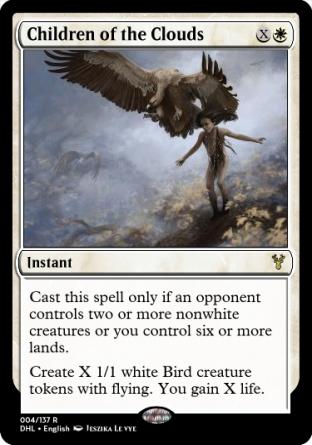 Children of the Clouds X
Instant
Cast this spell only if an opponent
controls two or more nonwhite
creatures or you control six or more
lands.
Create X 1/1 white Bird creature
tokens with flying. You gain X life.
004/137 R
DHL • English Jeszika Le Vye